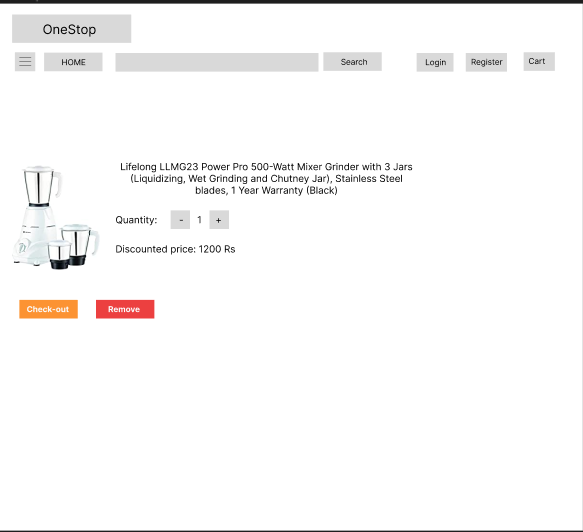 OneStop
HOME
Search
Login
Register
Cart
Lifelong LLMG23 Power Pro 500-Watt Mixer Grinder with 3 Jars
(Liquidizing, Wet Grinding and Chutney Jar), Stainless Steel
blades, 1 Year Warranty (Black)
Quantity: - 1 +
Discounted price: 1200 Rs
Check-out
Remove